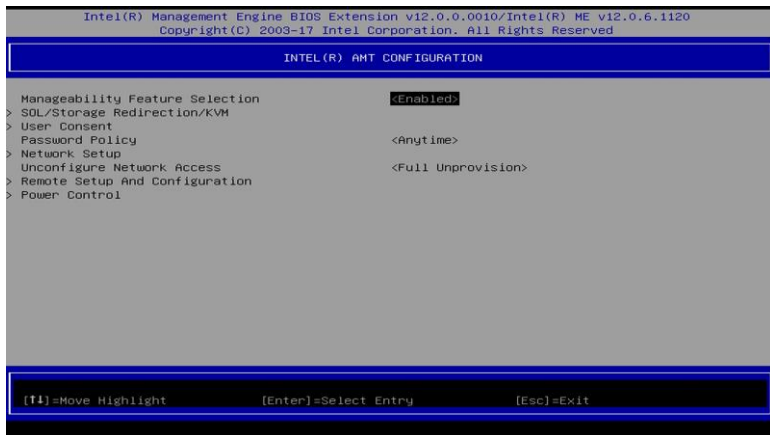 Intel(R) Management Engine BIOS Extension v12.0.0.0010/Intel(R) ME v12.0.6.1120
Copyright(C) 2003-17 Intel Corporation. All Rights Reserved
INTEL(R) AMT CONFIGURATION
Manageability Feature Selection <Enabled>
> SOL/Storage Redirection/KVM
> User Consent
Password Policy <Anytime>
> Network Setup
Unconfigure Network Access <Full Unprovision>
> Remote Setup And Configuration
> Power Control
[↑↓]=Move Highlight [Enter]=Select Entry [Esc]=Exit